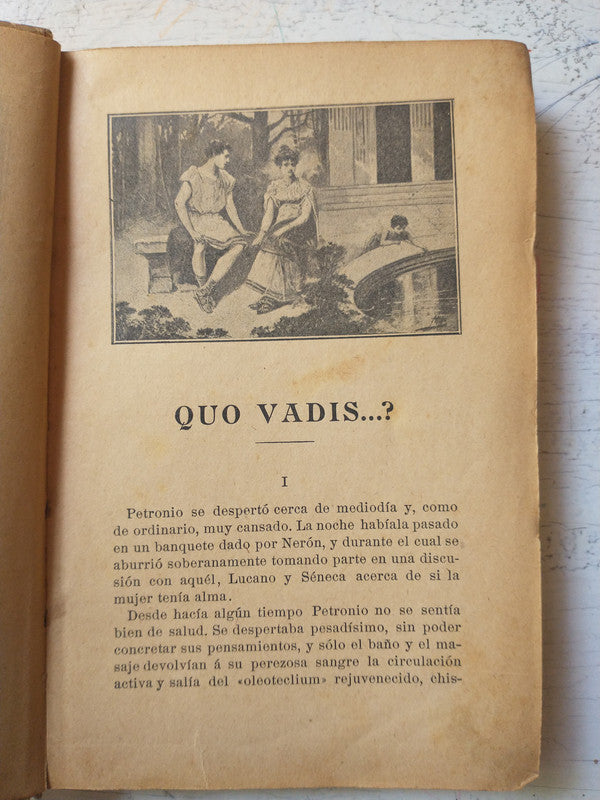 QUO VADIS...?
I
Petronio se despertó cerca de mediodía y, como
de ordinario, muy cansado. La noche habíala pasado
en un banquete dado por Nerón, y durante el cual se
aburrió soberanamente tomando parte en una discu-
sión con aquél, Lucano y Séneca acerca de si la
mujer tenía alma.
Desde hacía algún tiempo Petronio no se sentía
bien de salud. Se despertaba pesadísimo, sin poder
concretar sus pensamientos, y sólo el baño y el ma-
saje devolvían á su perezosa sangre la circulación
activa y salía del «oleoteclium» rejuvenecido, chis-